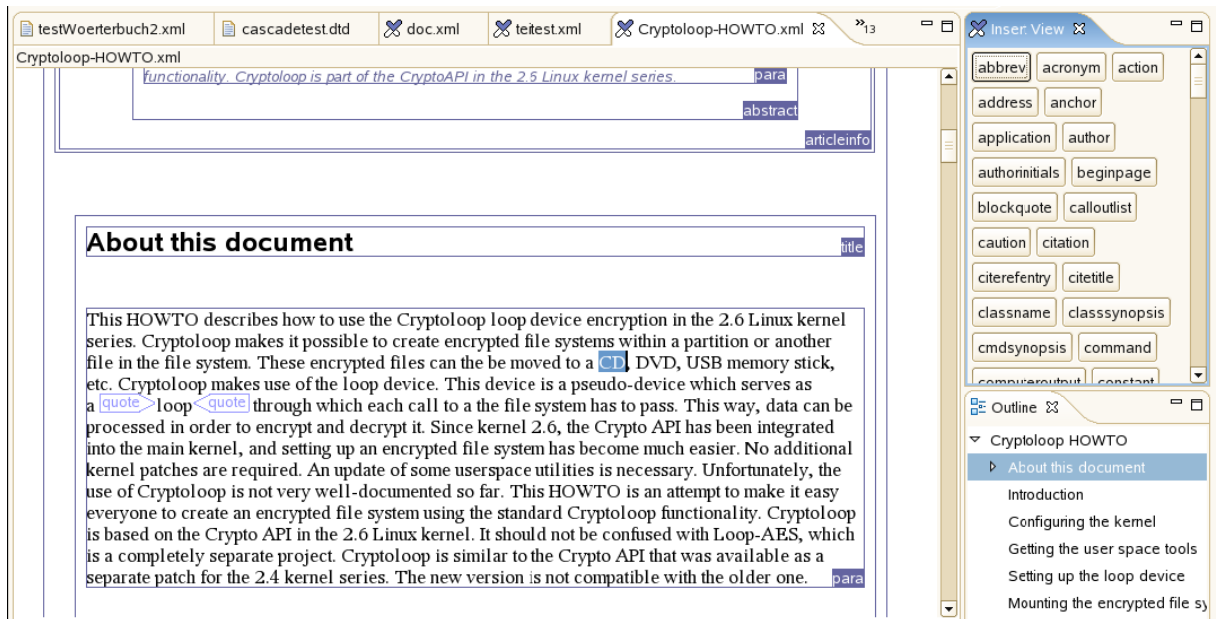 testWoerterbuch2.xml
cascadetest.dtd
doc.xml
teitest.xml
Cryptoloop-HOWTO.xml
»13
Cryptoloop-HOWTO.xml
functionality. Cryptoloop is part of the CryptoAPI in the 2.5 Linux kernel series. para
abstract
articleinfo
About this document title
This HOWTO describes how to use the Cryptoloop loop device encryption in the 2.6 Linux kernel
series. Cryptoloop makes it possible to create encrypted file systems within a partition or another
file in the file system. These encrypted files can the be moved to a CD, DVD, USB memory stick,
etc. Cryptoloop makes use of the loop device. This device is a pseudo-device which serves as
a quote loop quote through which each call to a the file system has to pass. This way, data can be
processed in order to encrypt and decrypt it. Since kernel 2.6, the Crypto API has been integrated
into the main kernel, and setting up an encrypted file system has become much easier. No additional
kernel patches are required. An update of some userspace utilities is necessary. Unfortunately, the
use of Cryptoloop is not very well-documented so far. This HOWTO is an attempt to make it easy
everyone to create an encrypted file system using the standard Cryptoloop functionality. Cryptoloop
is based on the Crypto API in the 2.6 Linux kernel. It should not be confused with Loop-AES, which
is a completely separate project. Cryptoloop is similar to the Crypto API that was available as a
separate patch for the 2.4 kernel series. The new version is not compatible with the older one. para
Insert View
abbrev acronym action
address anchor
application author
authorinitials beginpage
blockquote calloutlist
caution citation
citerefentry citetitle
classname classsynopsis
cmdsynopsis command
computeroutput constant
Outline
Cryptoloop HOWTO
About this document
Introduction
Configuring the kernel
Getting the user space tools
Setting up the loop device
Mounting the encrypted file sy